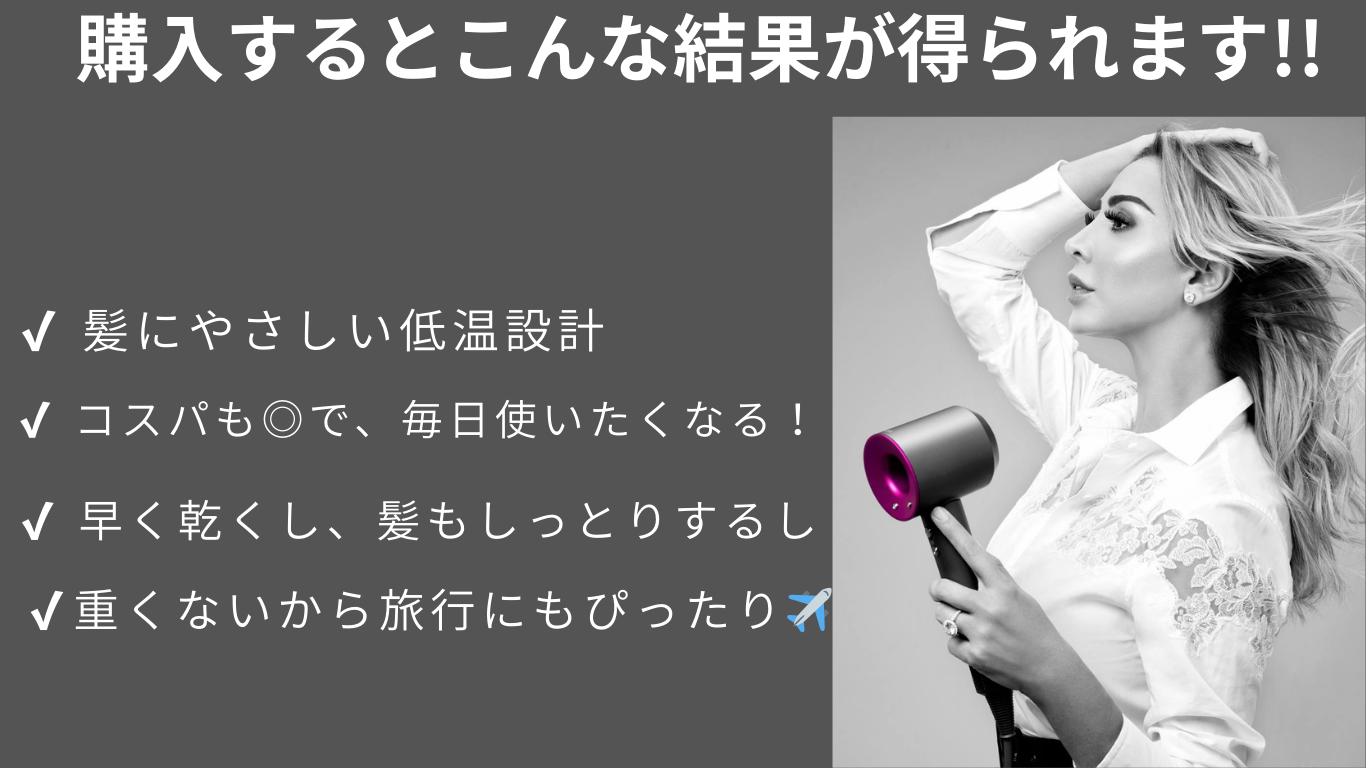 購入するとこんな結果が得られます!!
✓ 髪にやさしい低温設計
✓ コスパも◎で、毎日使いたくなる！
✓ 早く乾くし、髪もしっとりするし
✓重くないから旅行にもぴったり✈️